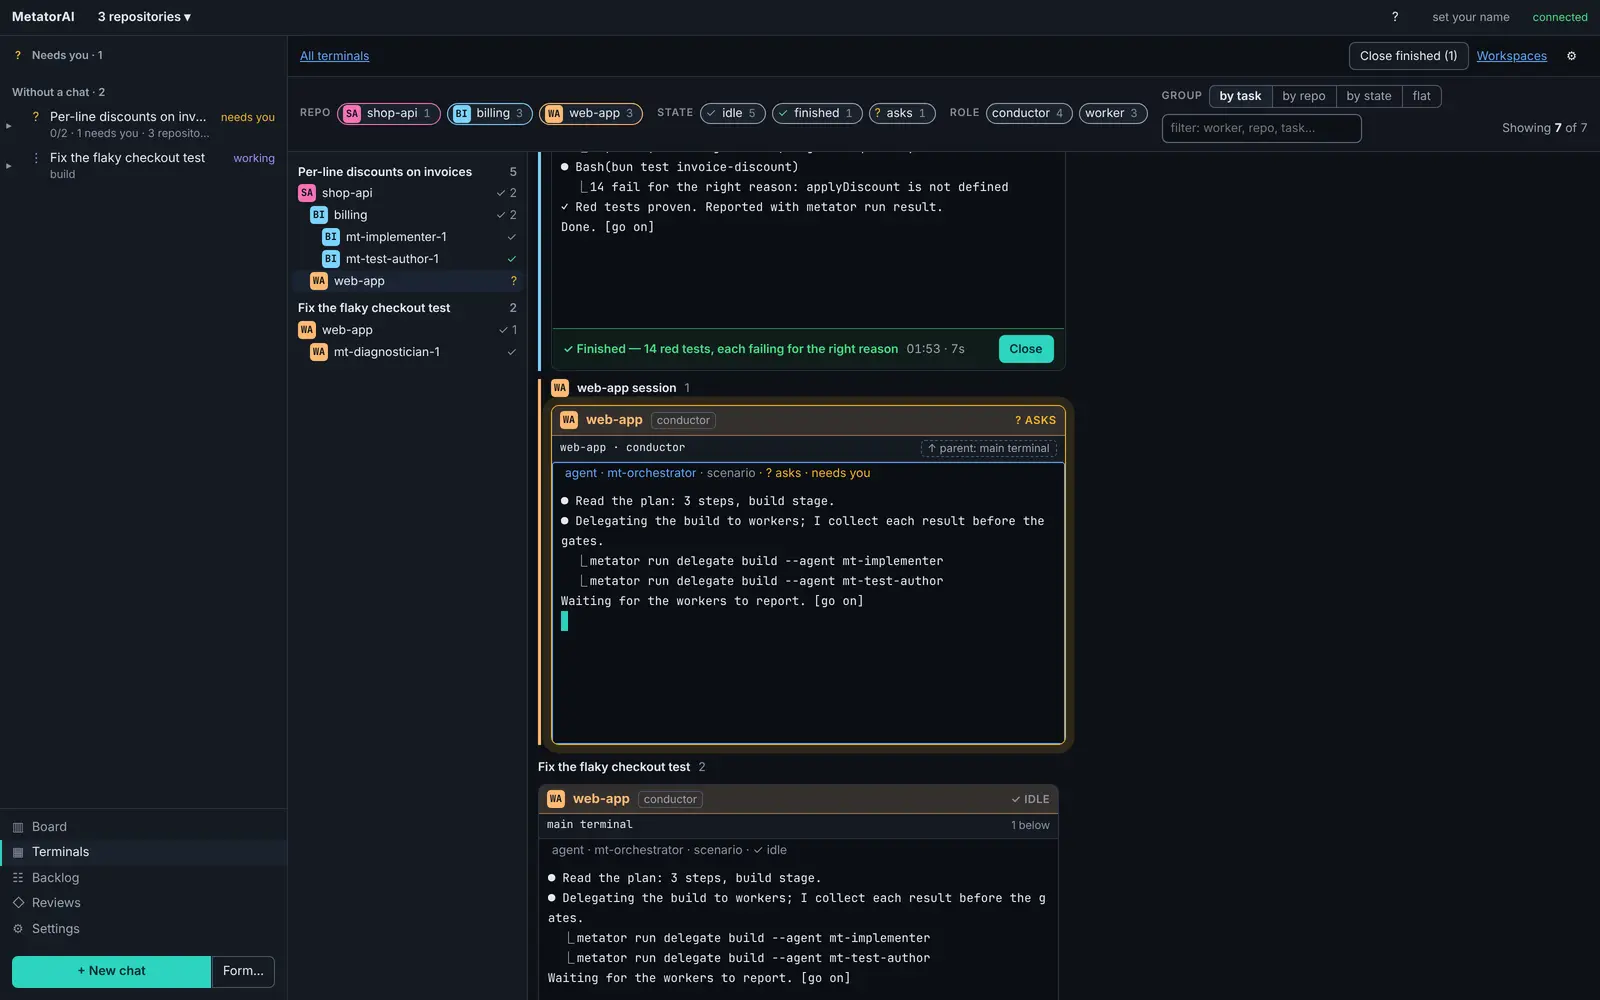 MetatorAI
3 repositories ▾
?
set your name
connected
? Needs you · 1
Without a chat · 2
? Per-line discounts on inv... needs you
0/2 · 1 needs you · 3 reposito...
Fix the flaky checkout test working
build
Board
Terminals
Backlog
Reviews
Settings
+ New chat
Form...
All terminals
Close finished (1)
Workspaces
REPO
SA shop-api 1
BI billing 3
WA web-app 3
STATE
✓ idle 5
✓ finished 1
? asks 1
ROLE
conductor 4
worker 3
GROUP
by task
by repo
by state
flat
filter: worker, repo, task...
Showing 7 of 7
Per-line discounts on invoices 5
SA shop-api ✓ 2
BI billing ✓ 2
BI mt-implementer-1 ✓
BI mt-test-author-1 ✓
WA web-app ?
Fix the flaky checkout test 2
WA web-app ✓ 1
WA mt-diagnostician-1 ✓
● Bash(bun test invoice-discount)
⎿14 fail for the right reason: applyDiscount is not defined
✓ Red tests proven. Reported with metator run result.
Done. [go on]
✓ Finished — 14 red tests, each failing for the right reason 01:53 · 7s
Close
WA web-app session 1
WA web-app conductor ? ASKS
web-app · conductor ↑ parent: main terminal
agent · mt-orchestrator · scenario · ? asks · needs you
● Read the plan: 3 steps, build stage.
● Delegating the build to workers; I collect each result before the
gates.
⎿metator run delegate build --agent mt-implementer
⎿metator run delegate build --agent mt-test-author
Waiting for the workers to report. [go on]
Fix the flaky checkout test 2
WA web-app conductor ✓ IDLE
main terminal 1 below
agent · mt-orchestrator · scenario · ✓ idle
● Read the plan: 3 steps, build stage.
● Delegating the build to workers; I collect each result before the g
ates.
⎿metator run delegate build --agent mt-implementer
⎿metator run delegate build --agent mt-test-author
Waiting for the workers to report. [go on]